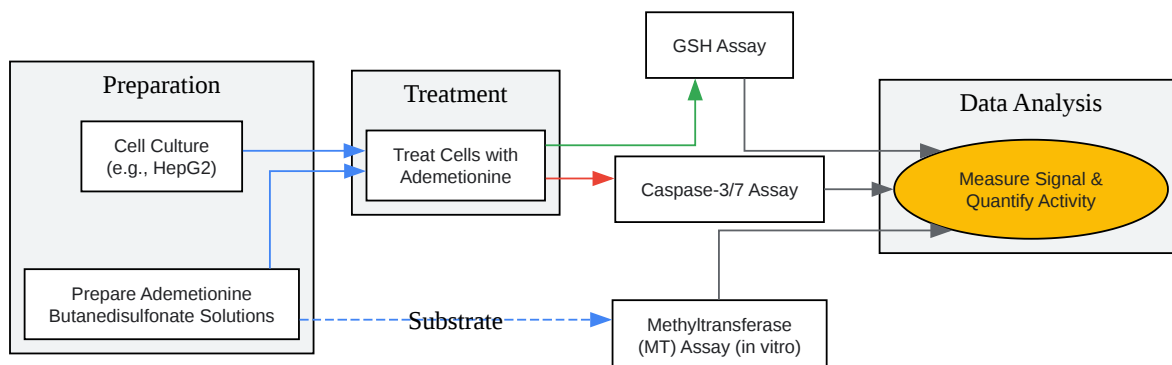 Preparation
Cell Culture
(e.g., HepG2)
Prepare Ademetionine
Butanedisulfonate Solutions
Treatment
Treat Cells with
Ademetionine
Substrate
GSH Assay
Caspase-3/7 Assay
Methyltransferase
(MT) Assay (in vitro)
Data Analysis
Measure Signal &
Quantify Activity